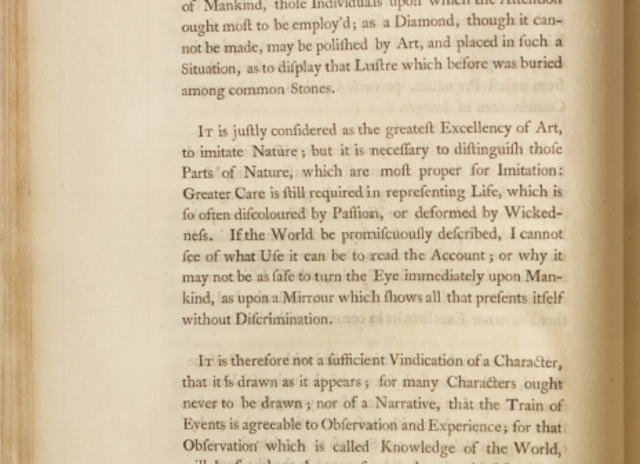 of Mankind, thoſe Individuals upon which the Attention
ought moſt to be employ'd; as a Diamond, though it can-
not be made, may be poliſhed by Art, and placed in ſuch a
Situation, as to diſplay that Luſtre which before was buried
among common Stones.
IT is juſtly conſidered as the greateſt Excellency of Art,
to imitate Nature; but it is neceſſary to diſtinguiſh thoſe
Parts of Nature, which are moſt proper for Imitation:
Greater Care is ſtill required in repreſenting Life, which is
ſo often diſcoloured by Paſſion, or deformed by Wicked-
neſs. If the World be promiſcuouſly deſcribed, I cannot
ſee of what Uſe it can be to read the Account; or why it
may not be as ſafe to turn the Eye immediately upon Man-
kind, as upon a Mirrour which ſhows all that preſents itſelf
without Diſcrimination.
IT is therefore not a ſufficient Vindication of a Character,
that it is drawn as it appears; for many Characters ought
never to be drawn; nor of a Narrative, that the Train of
Events is agreeable to Obſervation and Experience; for that
Obſervation which is called Knowledge of the World,